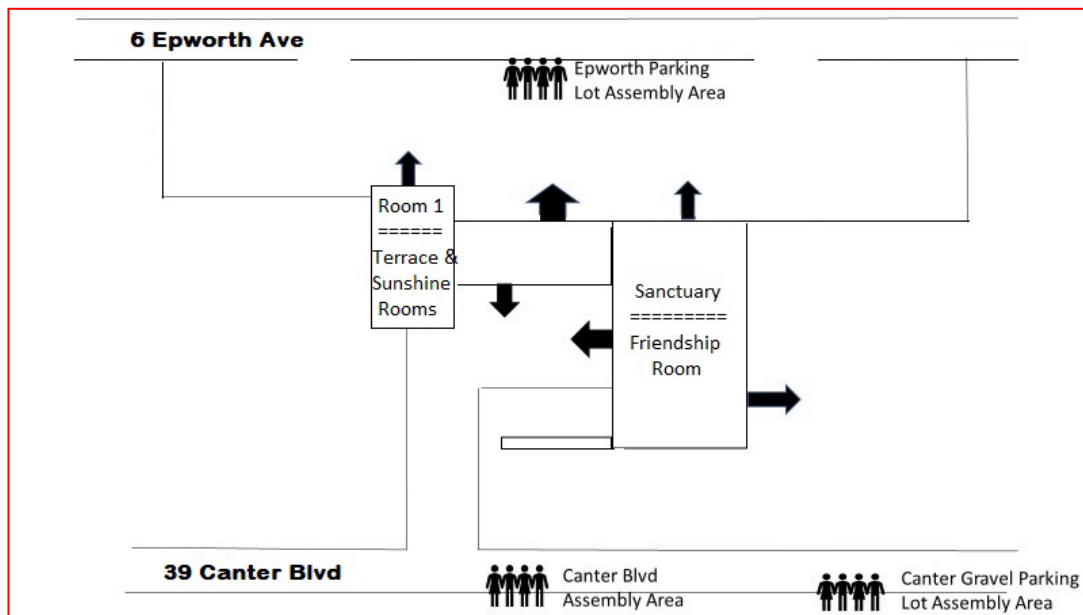 6 Epworth Ave
Epworth Parking
Lot Assembly Area
Room 1
======
Terrace &
Sunshine
Rooms
Sanctuary
=========
Friendship
Room
39 Canter Blvd
Canter Blvd
Assembly Area
Canter Gravel Parking
Lot Assembly Area